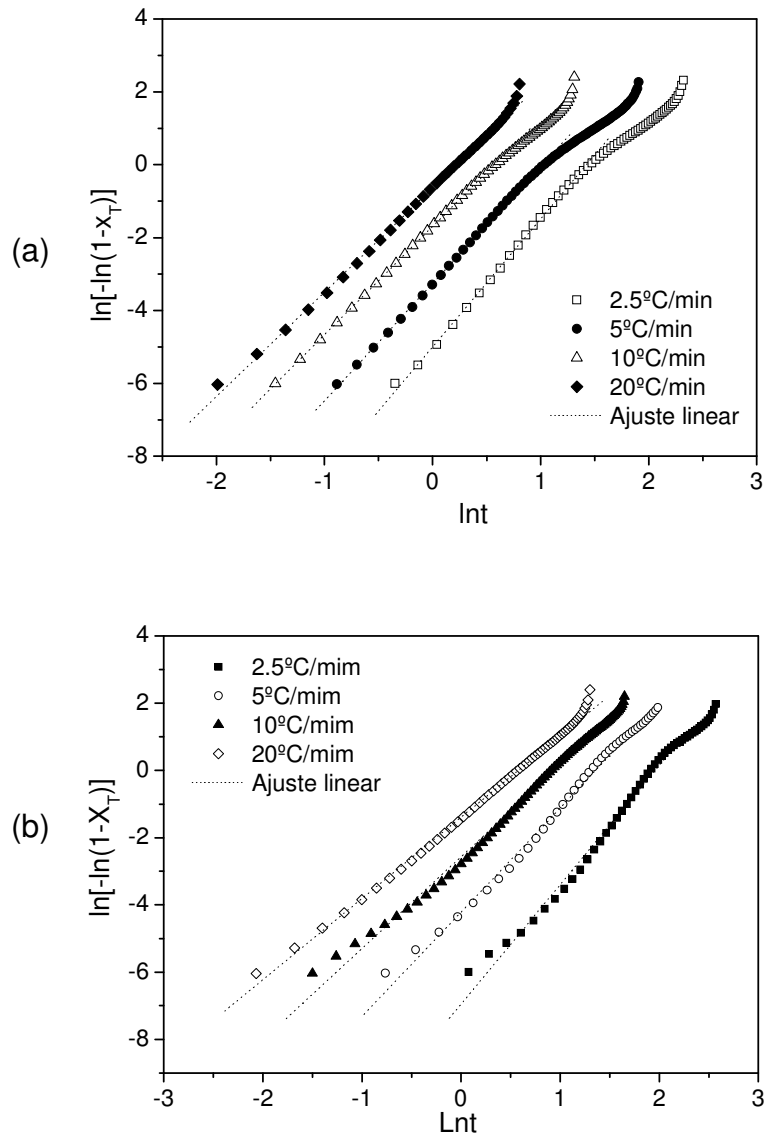 (a)
ln[-ln(1-x_T)]
4
2
0
-2
-4
-6
-8
2.5ºC/min
5ºC/min
10ºC/min
20ºC/min
Ajuste linear
-2 -1 0 1 2 3
lnt
(b)
ln[-ln(1-X_T)]
4
2
0
-2
-4
-6
-8
2.5ºC/mim
5ºC/mim
10ºC/mim
20ºC/mim
Ajuste linear
-3 -2 -1 0 1 2 3
Lnt